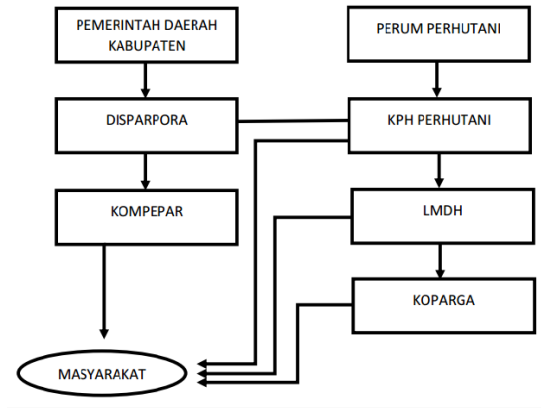 PEMERINTAH DAERAH
KABUPATEN
PERUM PERHUTANI
DISPARPORA
KPH PERHUTANI
KOMPEPAR
LMDH
KOPARGA
MASYARAKAT